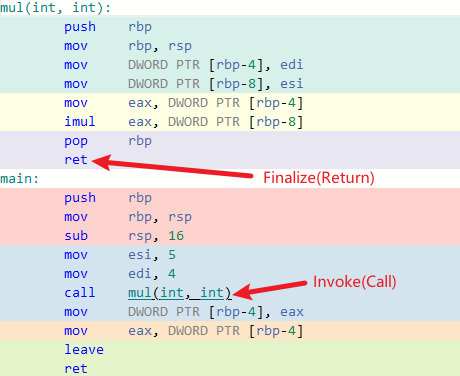 mul(int, int):
push rbp
mov rbp, rsp
mov DWORD PTR [rbp-4], edi
mov DWORD PTR [rbp-8], esi
mov eax, DWORD PTR [rbp-4]
imul eax, DWORD PTR [rbp-8]
pop rbp
ret
Finalize(Return)
main:
push rbp
mov rbp, rsp
sub rsp, 16
mov esi, 5
mov edi, 4
call mul(int, int)
Invoke(Call)
mov DWORD PTR [rbp-4], eax
mov eax, DWORD PTR [rbp-4]
leave
ret